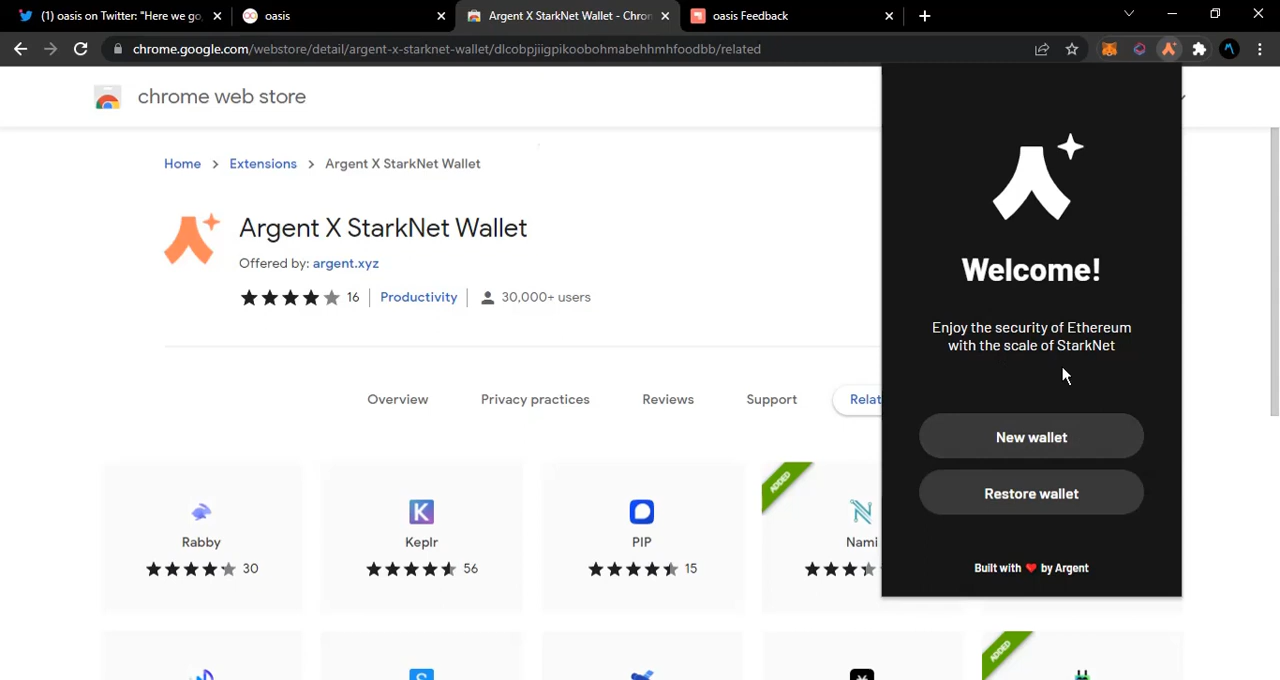 (1) oasis on Twitter: "Here we go,
oasis
Argent X StarkNet Wallet - Chron
oasis Feedback
chrome.google.com/webstore/detail/argent-x-starknet-wallet/dlcobpjiigpikoobohmabehhmhfoodbb/related
chrome web store
Home > Extensions > Argent X StarkNet Wallet
Argent X StarkNet Wallet
Offered by: argent.xyz
16 Productivity 30,000+ users
Overview Privacy practices Reviews Support Relat
ADDED
Rabby
30
K
Keplr
56
PIP
15
Nami
ADDED
S
Welcome!
Enjoy the security of Ethereum
with the scale of StarkNet
New wallet
Restore wallet
Built with ❤ by Argent